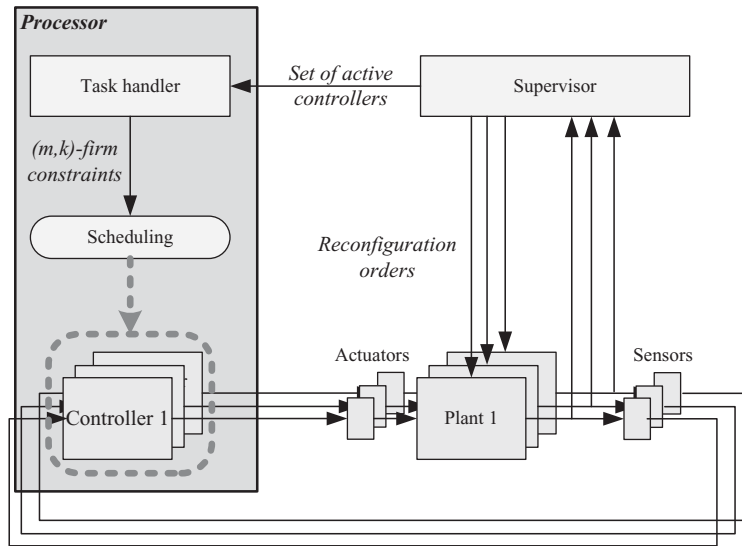 Processor
Task handler
Set of active
controllers
Supervisor
(m,k)-firm
constraints
Scheduling
Reconfiguration
orders
Actuators
Sensors
Controller 1
Plant 1